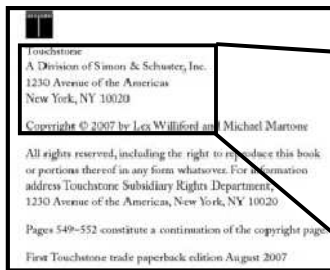 Touchstone
A Division of Simon & Schuster, Inc.
1230 Avenue of the Americas
New York, NY 10020
Copyright © 2007 by Lex Williford and Michael Martone
All rights reserved, including the right to reproduce this book
or portions thereof in any form whatsoever. For information
address Touchstone Subsidiary Rights Department,
1230 Avenue of the Americas, New York, NY 10020
Pages 549–552 constitute a continuation of the copyright page.
First Touchstone trade paperback edition August 2007